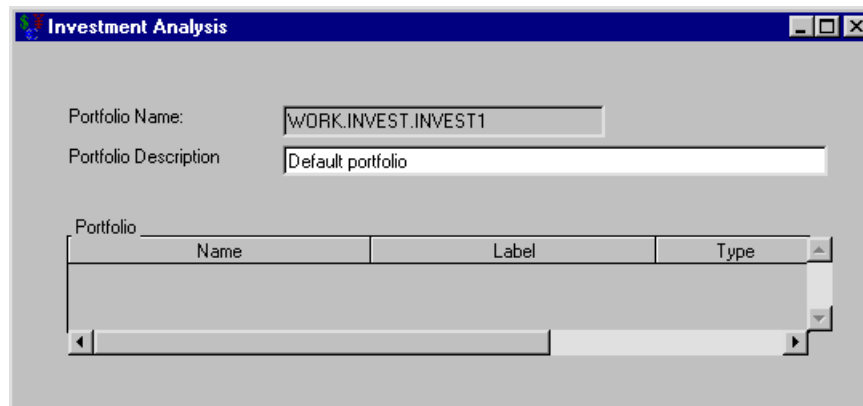 Investment Analysis
Portfolio Name: WORK.INVEST.INVEST1
Portfolio Description Default portfolio
Portfolio
Name Label Type